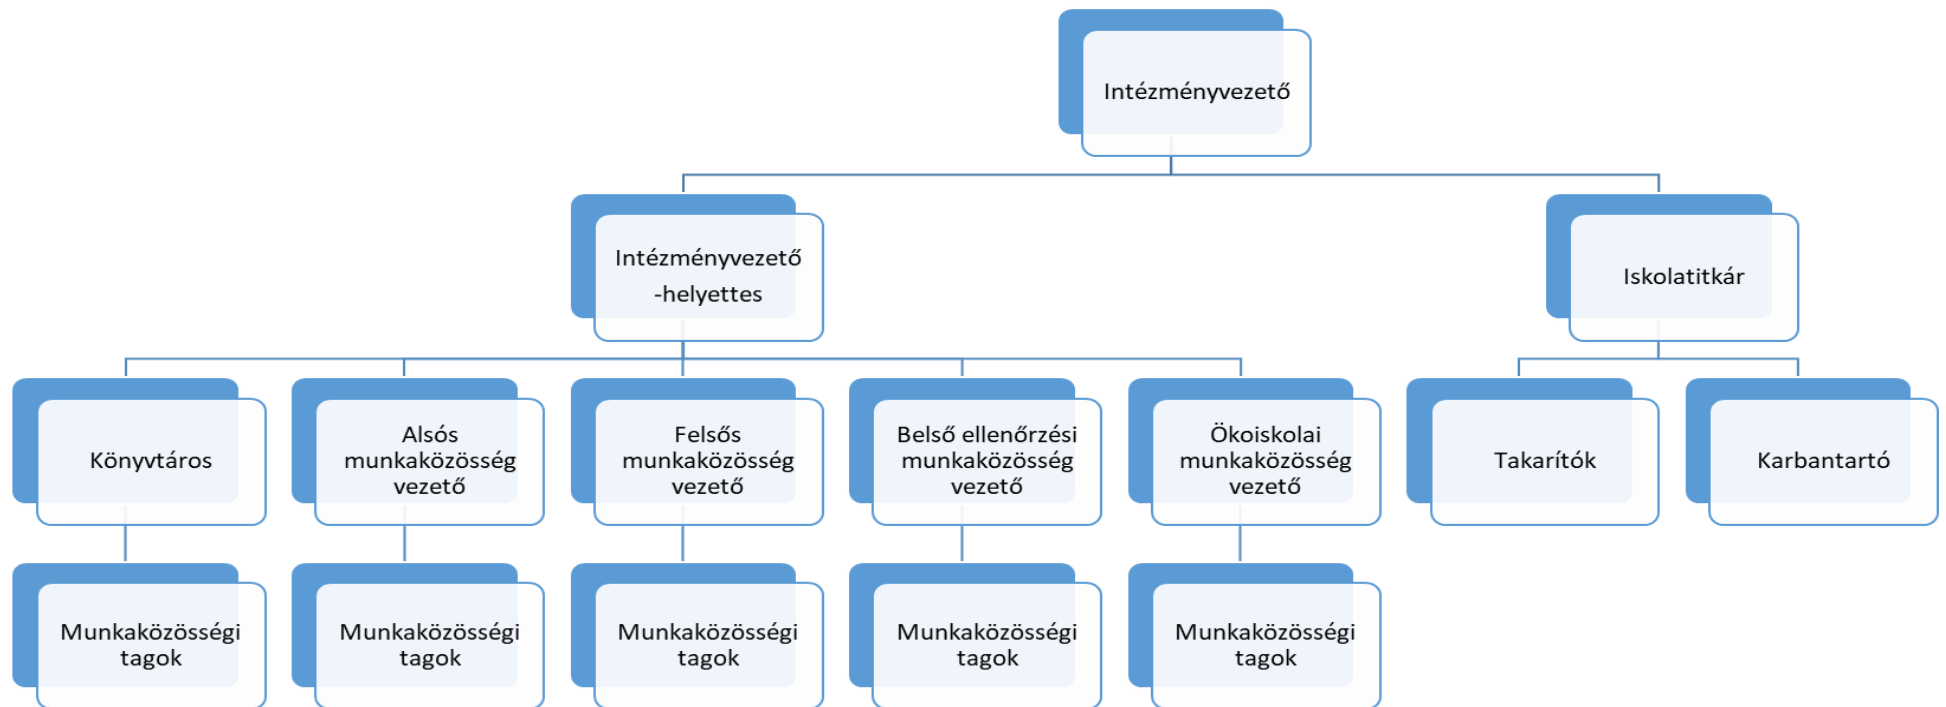 Intézményvezető
Intézményvezető
-helyettes
Iskolatitkár
Könyvtáros
Alsós
munkaközösség
vezető
Felsős
munkaközösség
vezető
Belső ellenőrzési
munkaközösség
vezető
Ökoiskolai
munkaközösség
vezető
Takarítók
Karbantartó
Munkaközösségi
tagok
Munkaközösségi
tagok
Munkaközösségi
tagok
Munkaközösségi
tagok
Munkaközösségi
tagok